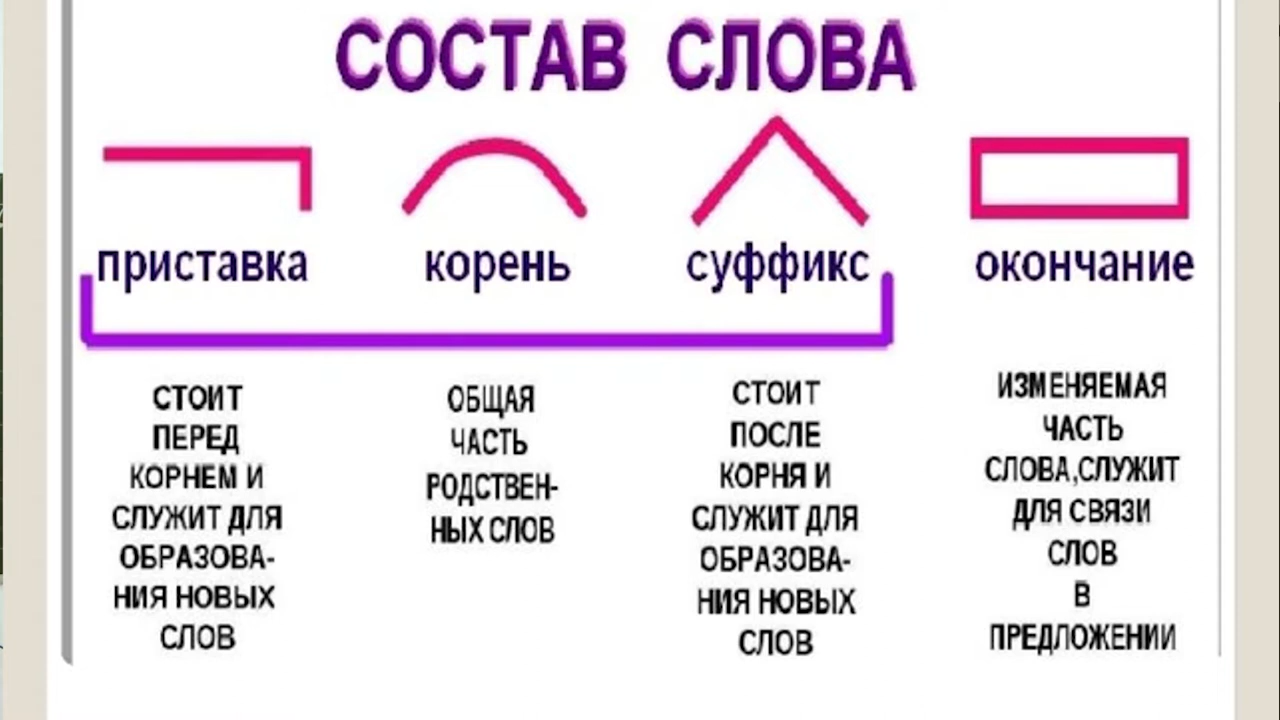 СОСТАВ СЛОВА
приставка
корень
суффикс
окончание
СТОИТ
ПЕРЕД
КОРНЕМ И
СЛУЖИТ ДЛЯ
ОБРАЗОВА-
НИЯ НОВЫХ
СЛОВ
ОБЩАЯ
ЧАСТЬ
РОДСТВЕН-
НЫХ СЛОВ
СТОИТ
ПОСЛЕ
КОРНЯ И
СЛУЖИТ ДЛЯ
ОБРАЗОВА-
НИЯ НОВЫХ
СЛОВ
ИЗМЕНЯЕМАЯ
ЧАСТЬ
СЛОВА,СЛУЖИТ
ДЛЯ СВЯЗИ
СЛОВ
В
ПРЕДЛОЖЕНИИ